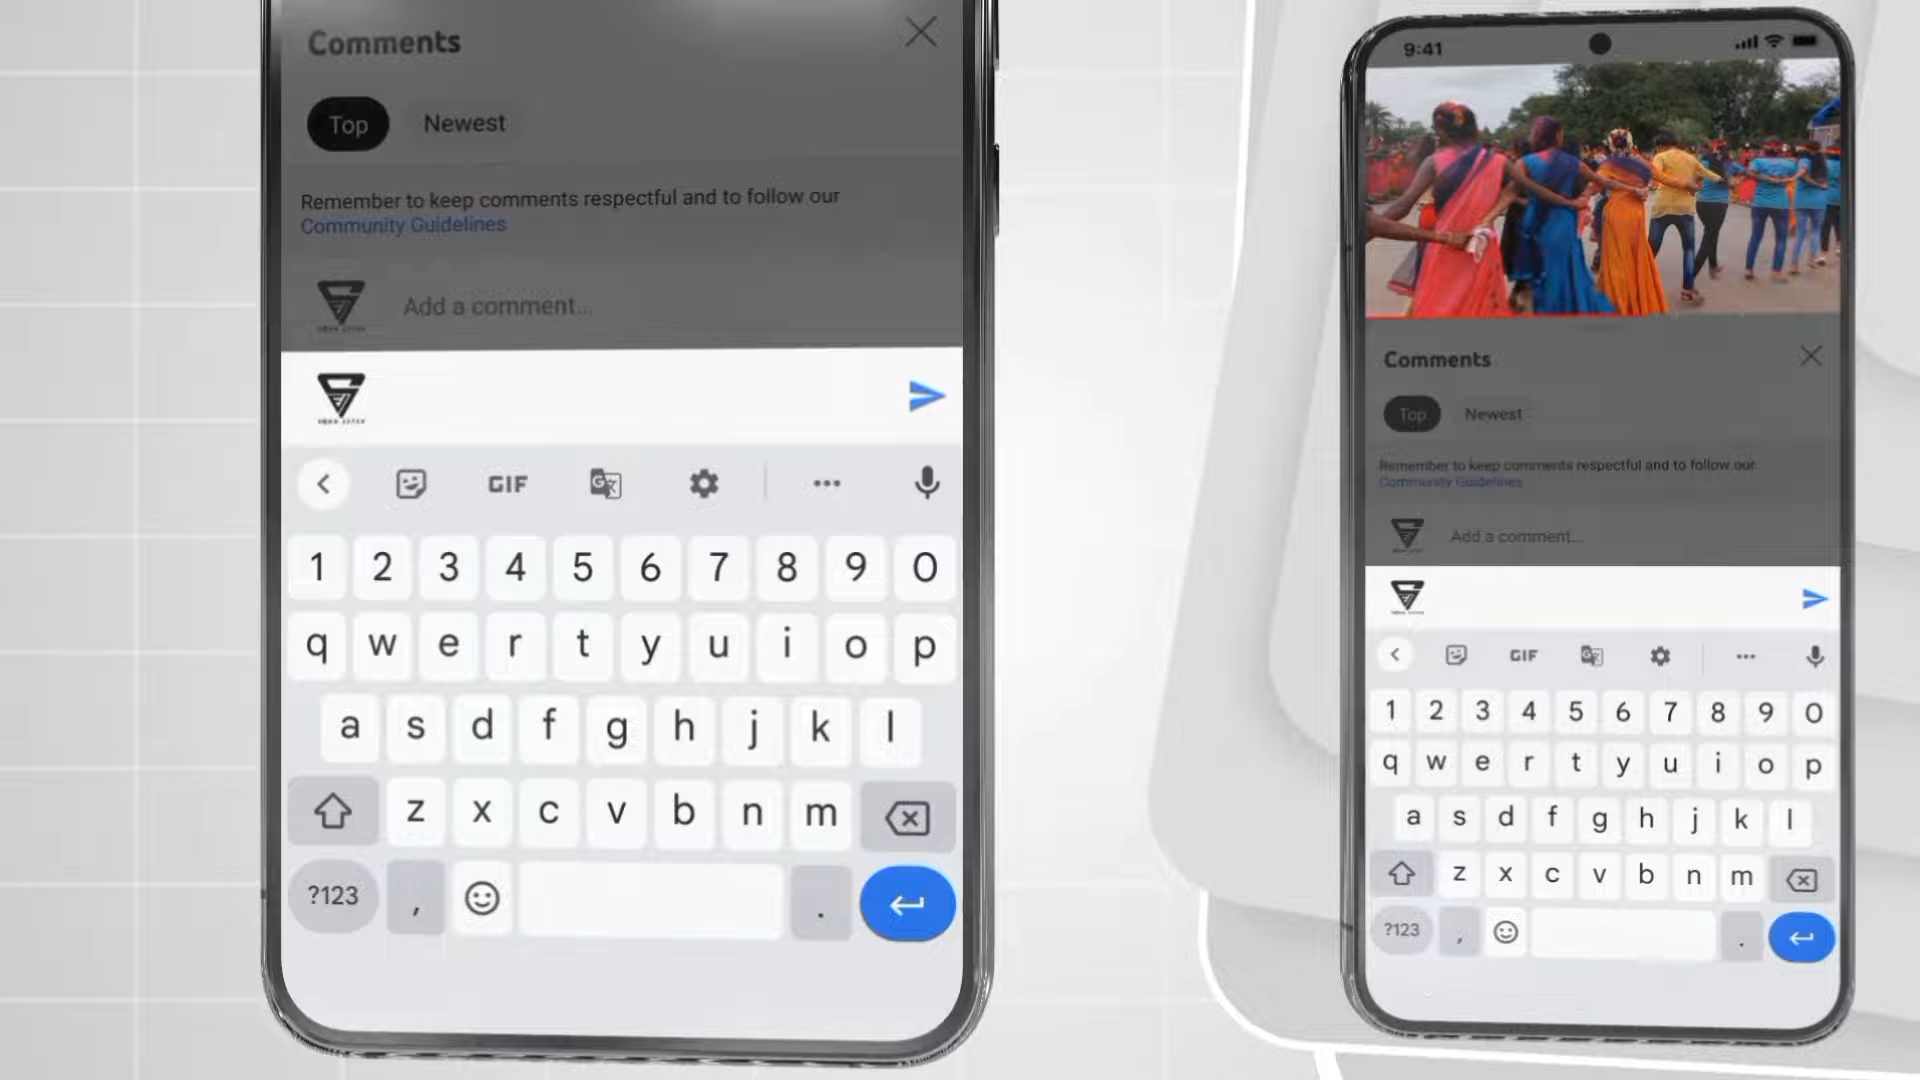 Comments
Top Newest
Remember to keep comments respectful and to follow our
Community Guidelines
Add a comment...
GIF
1 2 3 4 5 6 7 8 9 0
q w e r t y u i o p
a s d f g h j k l
z x c v b n m
?123 , .
9:41
Comments
Top Newest
Remember to keep comments respectful and to follow our
Community Guidelines
Add a comment...
GIF
1 2 3 4 5 6 7 8 9 0
q w e r t y u i o p
a s d f g h j k l
z x c v b n m
?123 , .